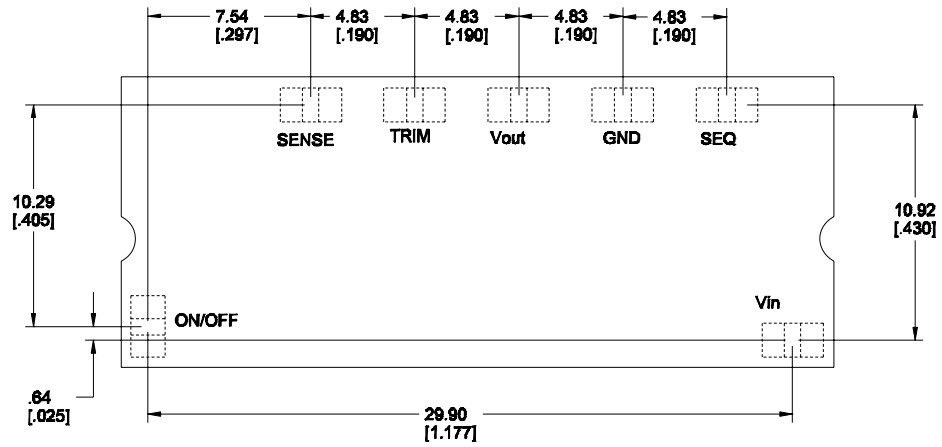 7.54
[.297]
4.83
[.190]
4.83
[.190]
4.83
[.190]
4.83
[.190]
SENSE
TRIM
Vout
GND
SEQ
10.29
[.405]
10.92
[.430]
Vin
ON/OFF
.64
[.025]
29.90
[1.177]